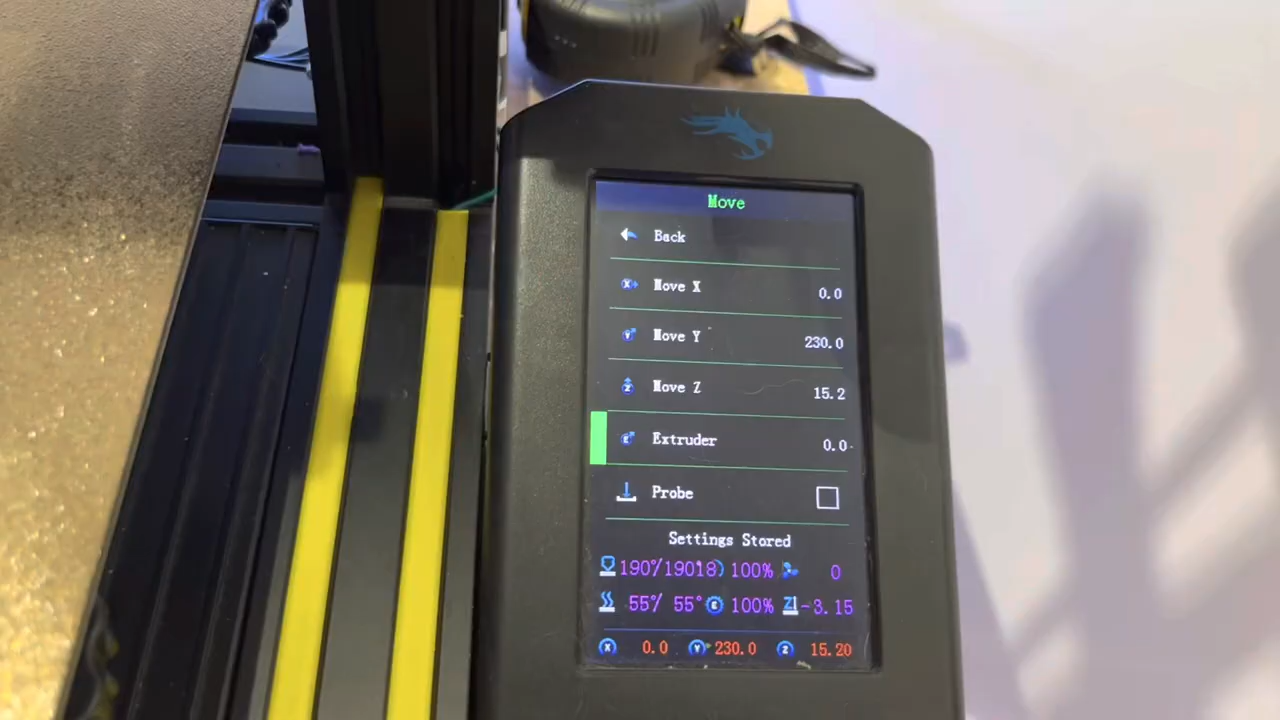 Move
Back
Move X 0.0
Move Y 230.0
Move Z 15.2
Extruder 0.0
Probe
Settings Stored
190°/19018 100% 0
55°/ 55° E 100% Z -3.15
X 0.0 Y 230.0 Z 15.20